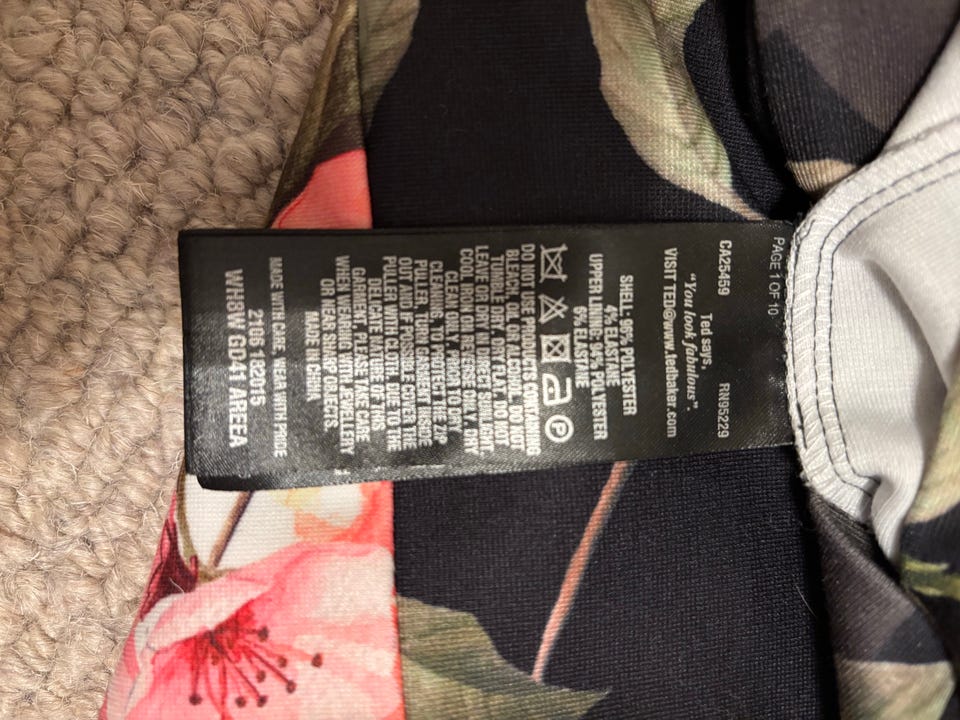 PAGE 1 OF 10
CA25459 RN95229
Ted says,
"You look fabulous".
VISIT TED@www.tedbaker.com
SHELL: 96% POLYESTER
4% ELASTANE
UPPER LINING: 94% POLYESTER
6% ELASTANE
P
DO NOT USE PRODUCTS CONTAINING
BLEACH, OIL OR ALCOHOL. DO NOT
TUMBLE DRY, DRY FLAT, DO NOT
LEAVE OR DRY IN DIRECT SUNLIGHT,
COOL IRON ON REVERSE ONLY, DRY
CLEAN ONLY, PRIOR TO DRY
CLEANING, TO PROTECT THE ZIP
PULLER, TURN GARMENT INSIDE
OUT AND IF POSSIBLE COVER THE
PULLER WITH CLOTH. DUE TO THE
DELICATE NATURE OF THIS
GARMENT, PLEASE TAKE CARE
WHEN WEARING WITH JEWELLERY
OR NEAR SHARP OBJECTS.
MADE IN CHINA
MADE WITH CARE, WEAR WITH PRIDE
2106 182015
WH8W GD41 AREEA